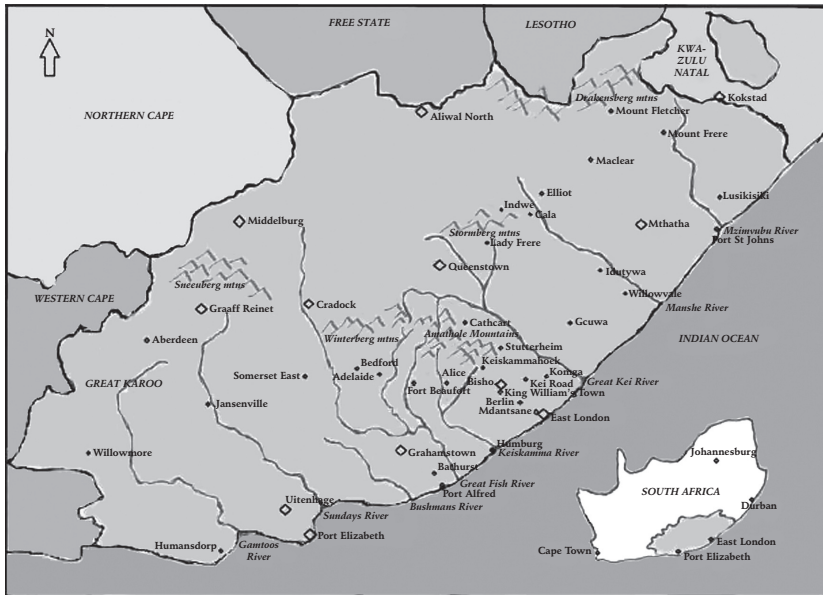 FREE STATE
LESOTHO
N
KWA-
ZULU
NATAL
Drakensberg mtns
Kokstad
NORTHERN CAPE
Aliwal North
Mount Fletcher
Mount Frere
Maclear
Elliot
Lusikisiki
Indwe
Cala
Middelburg
Mthatha
Mzimvubu River
Stormberg mtns
Port St Johns
Lady Frere
Queenstown
Idutywa
Sneeuberg mtns
WESTERN CAPE
Willowvale
Cradock
Manshe River
Graaff Reinet
Cathcart
Gcuwa
Amathole Mountains
Winterberg mtns
Aberdeen
INDIAN OCEAN
Stutterheim
Bedford
Keiskammahoek
Alice
Komga
Somerset East
Adelaide
GREAT KAROO
Bisho
Kei Road
Great Kei River
Fort Beaufort
King William's Town
Berlin
Jansenville
Mdantsane
East London
Humburg
Grahamstown
Keiskamma River
Willowmore
Johannesburg
Bathurst
Great Fish River
SOUTH AFRICA
Port Alfred
Bushmans River
Durban
Uitenhage
Sundays River
Port Elizabeth
East London
Gamtoos
River
Humansdorp
Cape Town
Port Elizabeth